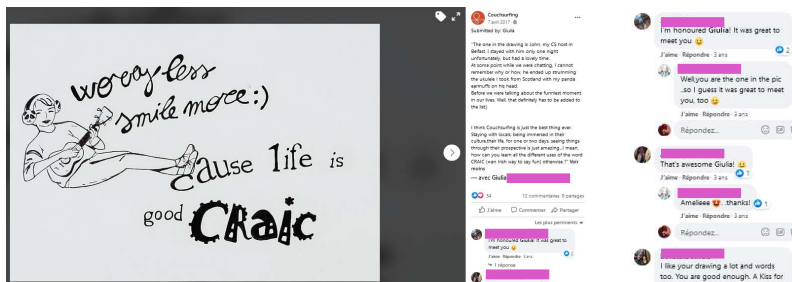 worry less
smile more :)
cause life is
good CRaic
Couchsurfing
7 avril 2017
Submitted by: Giulia
"The one in the drawing is John, my CS host in
Belfast. I stayed with him only one night
unfortunately, but had a lovely time.
At some point while we were chatting, I cannot
remember why or how, he ended up strumming
the ukulele I took from Scotland with my panda
earmuffs on his head.
Before we were talking about the funniest moment
in our lives. Well, that definitely has to be added to
the list)
I think Couchsurfing is just the best thing ever.
Staying with locals, being immersed in their
culture/their life, for one or two days, seeing things
through their prospective is just amazing...I mean,
how can you learn all the different uses of the word
CRAIC (=an Irish way to say fun) otherwise ?" Voir
moins
— avec Giulia
34
12 commentaires 9 partages
J'aime Commenter Partager
Les plus pertinents
I'm honoured Giulia! It was great to
meet you
J'aime · Répondre · 3 ans
2
1 réponse
I'm honoured Giulia! It was great to
meet you
2
J'aime · Répondre · 3 ans
Well,you are the one in the pic
..so I guess it was great to meet
you, too
J'aime · Répondre · 3 ans
Répondez...
That's awesome Giulia!
1
J'aime · Répondre · 3 ans
Amelieee ...thanks! 1
J'aime · Répondre · 3 ans
Répondez...
I like your drawing a lot and words
too. You are good enough. A Kiss for